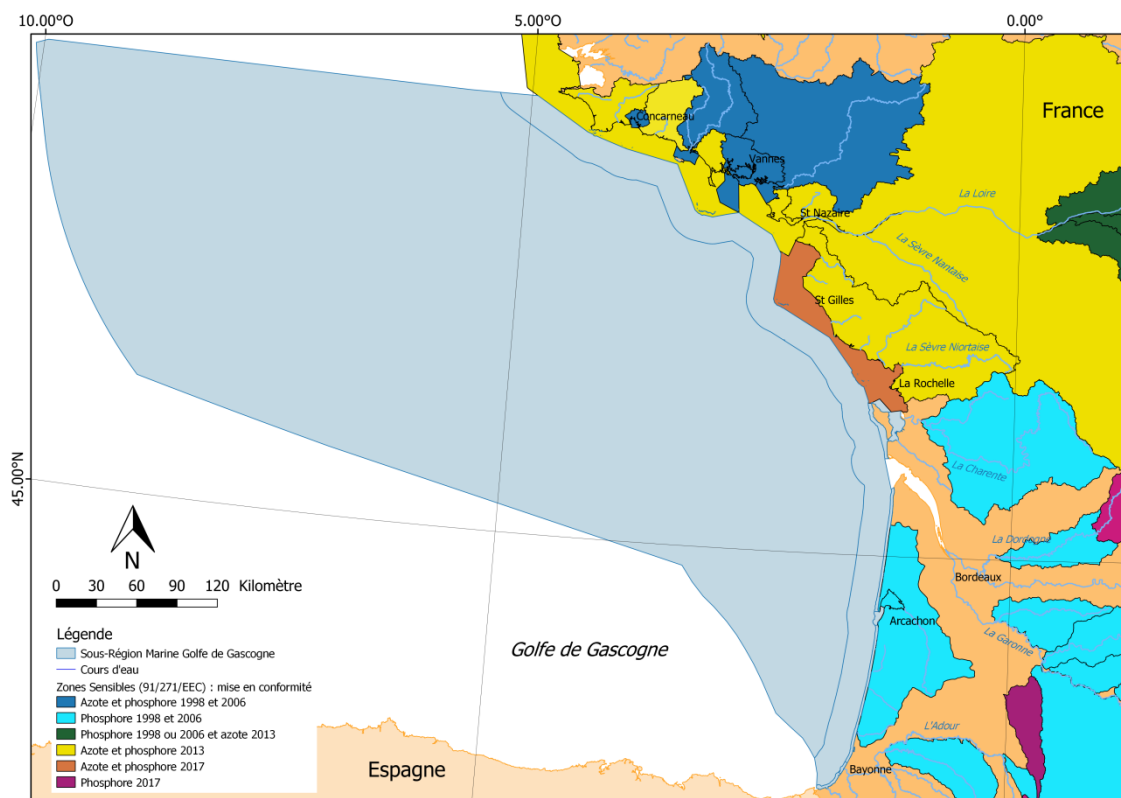 10.00°O
5.00°O
0.00°
France
Concarneau
Vannes
La Loire
St Nazaire
La Sèvre Nantaise
St Gilles
La Sèvre Niortaise
La Rochelle
45.00°N
La Charente
N
La Dordogne
0 30 60 90 120 Kilomètre
Bordeaux
Arcachon
La Garonne
Golfe de Gascogne
Légende
Sous-Région Marine Golfe de Gascogne
Cours d'eau
Zones Sensibles (91/271/EEC) : mise en conformité
Azote et phosphore 1998 et 2006
Phosphore 1998 et 2006
Phosphore 1998 ou 2006 et azote 2013
Azote et phosphore 2013
Azote et phosphore 2017
Phosphore 2017
L'Adour
Espagne
Bayonne